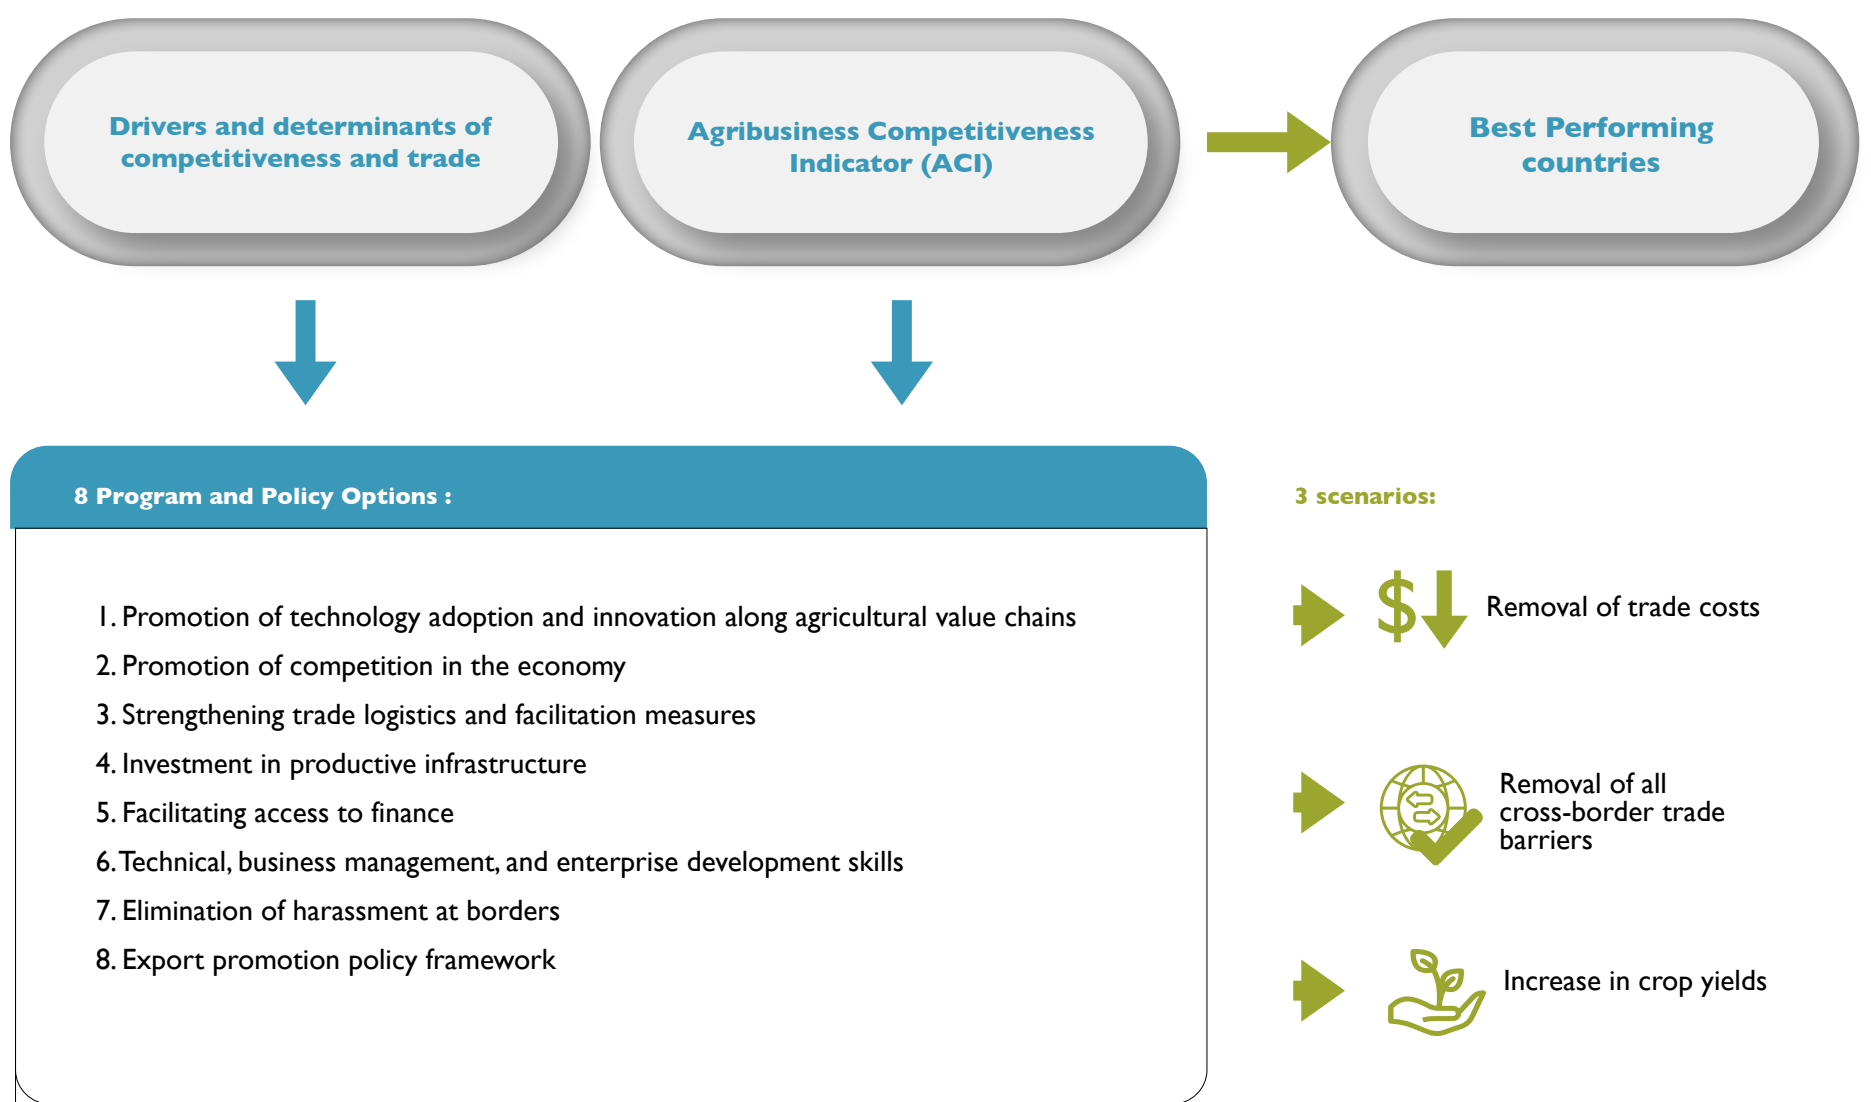 Drivers and determinants of
competitiveness and trade
Agribusiness Competitiveness
Indicator (ACI)
Best Performing
countries
8 Program and Policy Options :
1. Promotion of technology adoption and innovation along agricultural value chains
2. Promotion of competition in the economy
3. Strengthening trade logistics and facilitation measures
4. Investment in productive infrastructure
5. Facilitating access to finance
6. Technical, business management, and enterprise development skills
7. Elimination of harassment at borders
8. Export promotion policy framework
3 scenarios:
$
Removal of trade costs
Removal of all
cross-border trade
barriers
Increase in crop yields